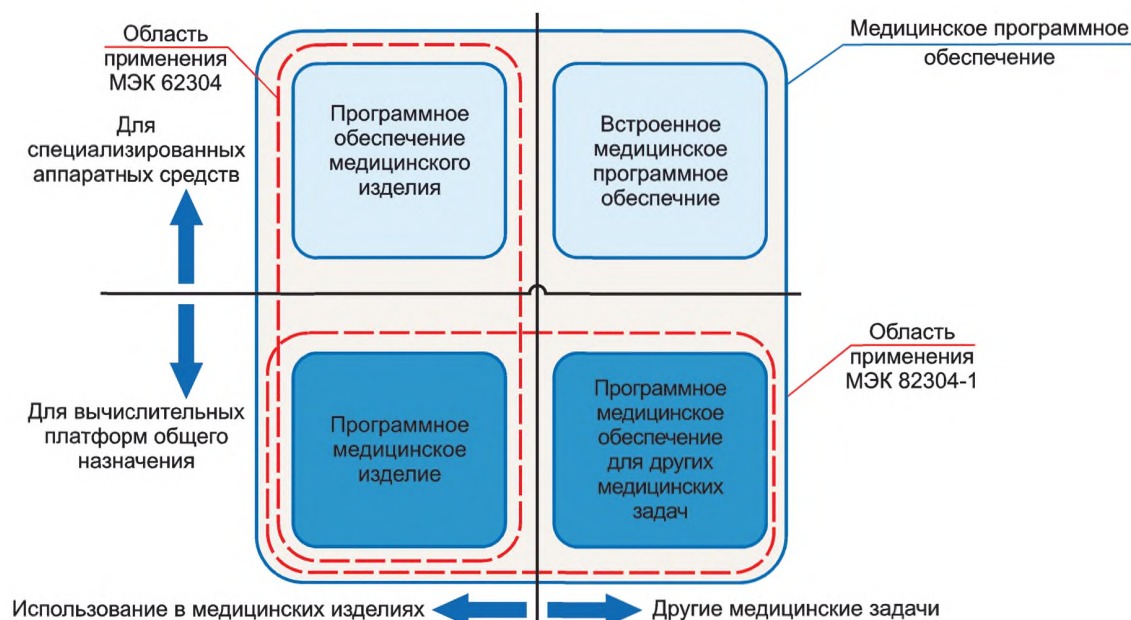 Область
применения
МЭК 62304
Медицинское программное
обеспечение
Для
специализированных
аппаратных средств
Программное
обеспечение
медицинского
изделия
Встроенное
медицинское
программное
обеспечние
Область
применения
МЭК 82304-1
Для вычислительных
платформ общего
назначения
Программное
медицинское
изделие
Программное
медицинское
обеспечение
для других
медицинских
задач
Использование в медицинских изделиях
Другие медицинские задачи